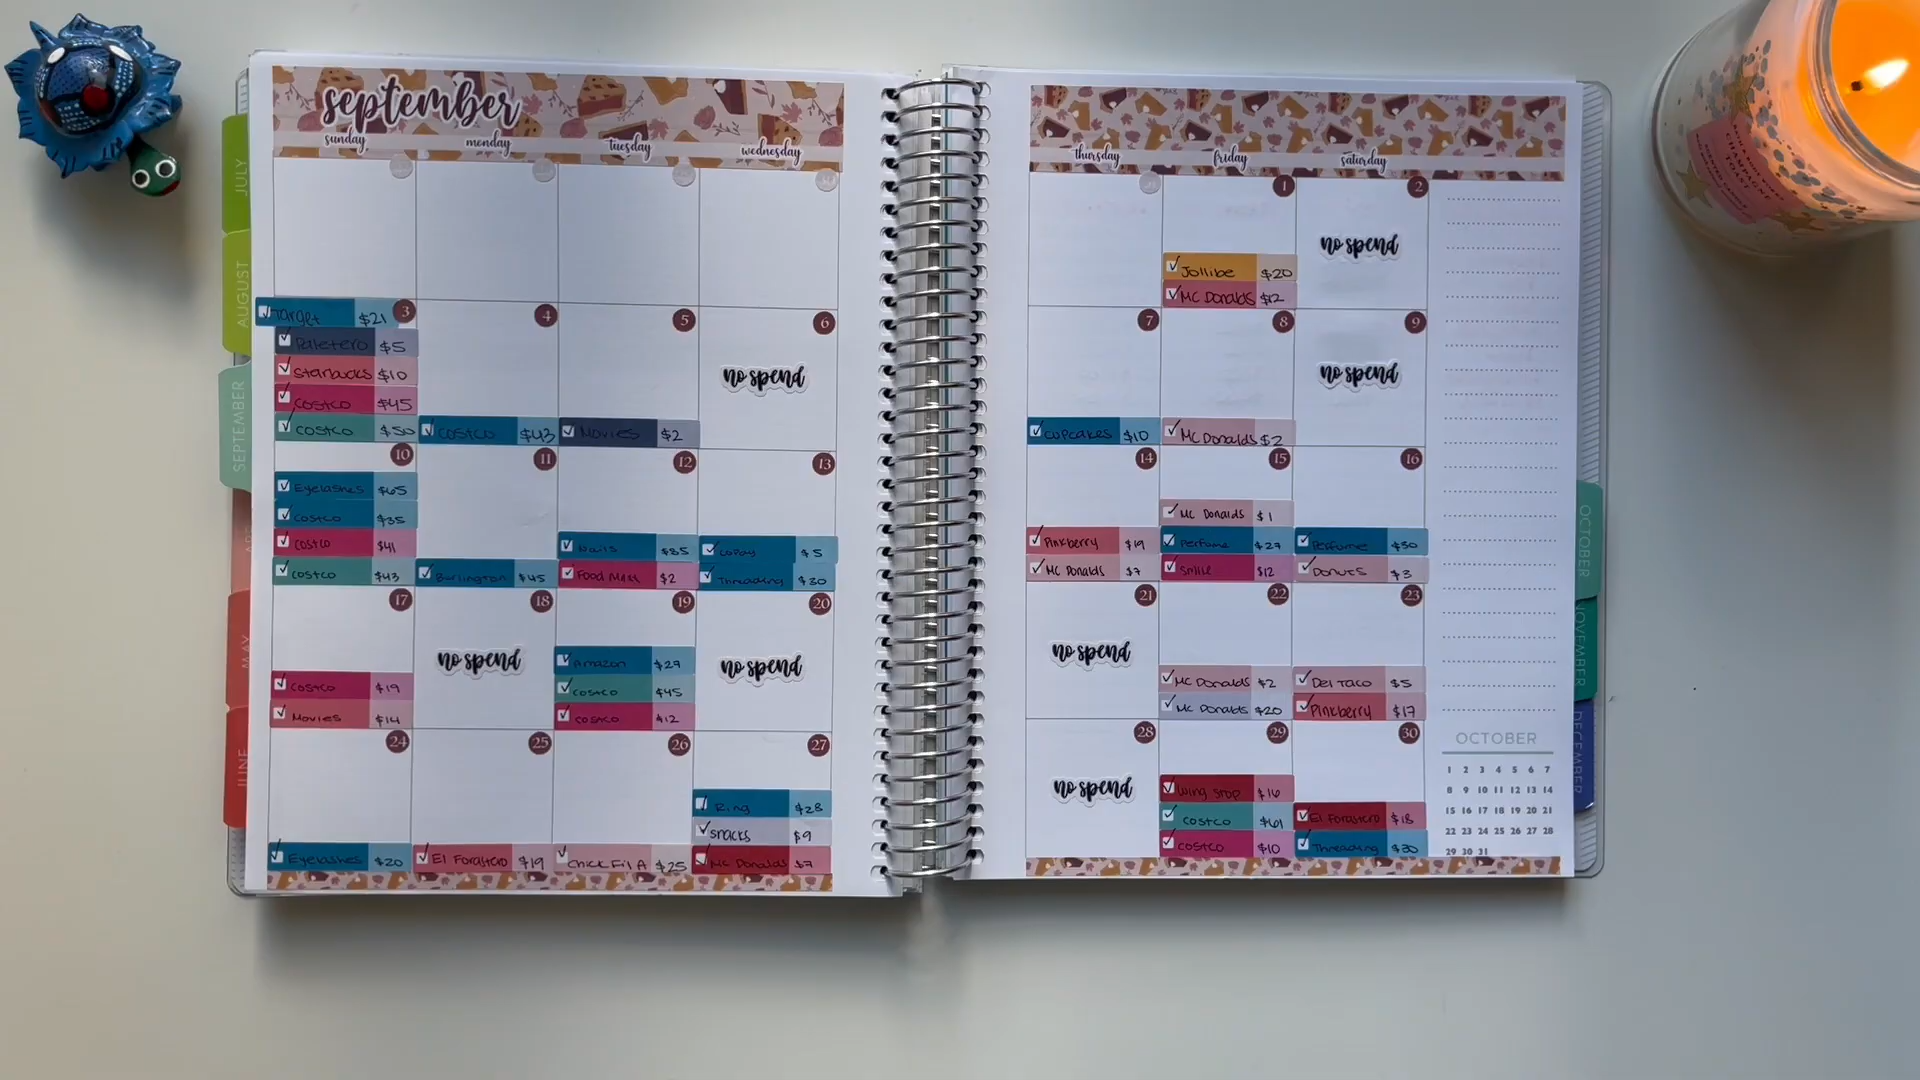 september
sunday
monday
tuesday
wednesday
thursday
friday
saturday
1
Jollibe $20
MC Donalds $12
2
no spend
3
Target $21
Paletero $5
Starbucks $10
COSTCO $45
COSTCO $50
4
COSTCO $43
5
Movies $2
6
no spend
7
cupcakes $10
8
MC Donalds $2
9
no spend
10
Eyelashes $65
COSTCO $35
COSTCO $41
COSTCO $43
11
Burlington $45
12
Nails $85
Food Maxx $2
13
copay $5
Threading $30
14
Pinkberry $19
MC Donalds $7
15
MC Donalds $1
Perfume $27
Smile $12
16
Perfume $30
Donuts $3
17
COSTCO $19
Movies $14
18
no spend
19
Amazon $27
COSTCO $45
COSTCO $12
20
no spend
21
no spend
22
MC Donalds $2
MC Donalds $20
23
Del Taco $5
Pinkberry $17
24
Eyelashes $20
25
El Forastero $19
26
Chick Fil A $25
27
Ring $28
Snacks $9
MC Donalds $7
28
no spend
29
Wing Stop $16
COSTCO $61
COSTCO $10
30
El Forastero $18
Threading $30
OCTOBER
1 2 3 4 5 6 7
8 9 10 11 12 13 14
15 16 17 18 19 20 21
22 23 24 25 26 27 28
29 30 31
JULY
AUGUST
SEPTEMBER
MAY
JUNE
OCTOBER
NOVEMBER
DECEMBER
CHAMPAGNE
TOAST